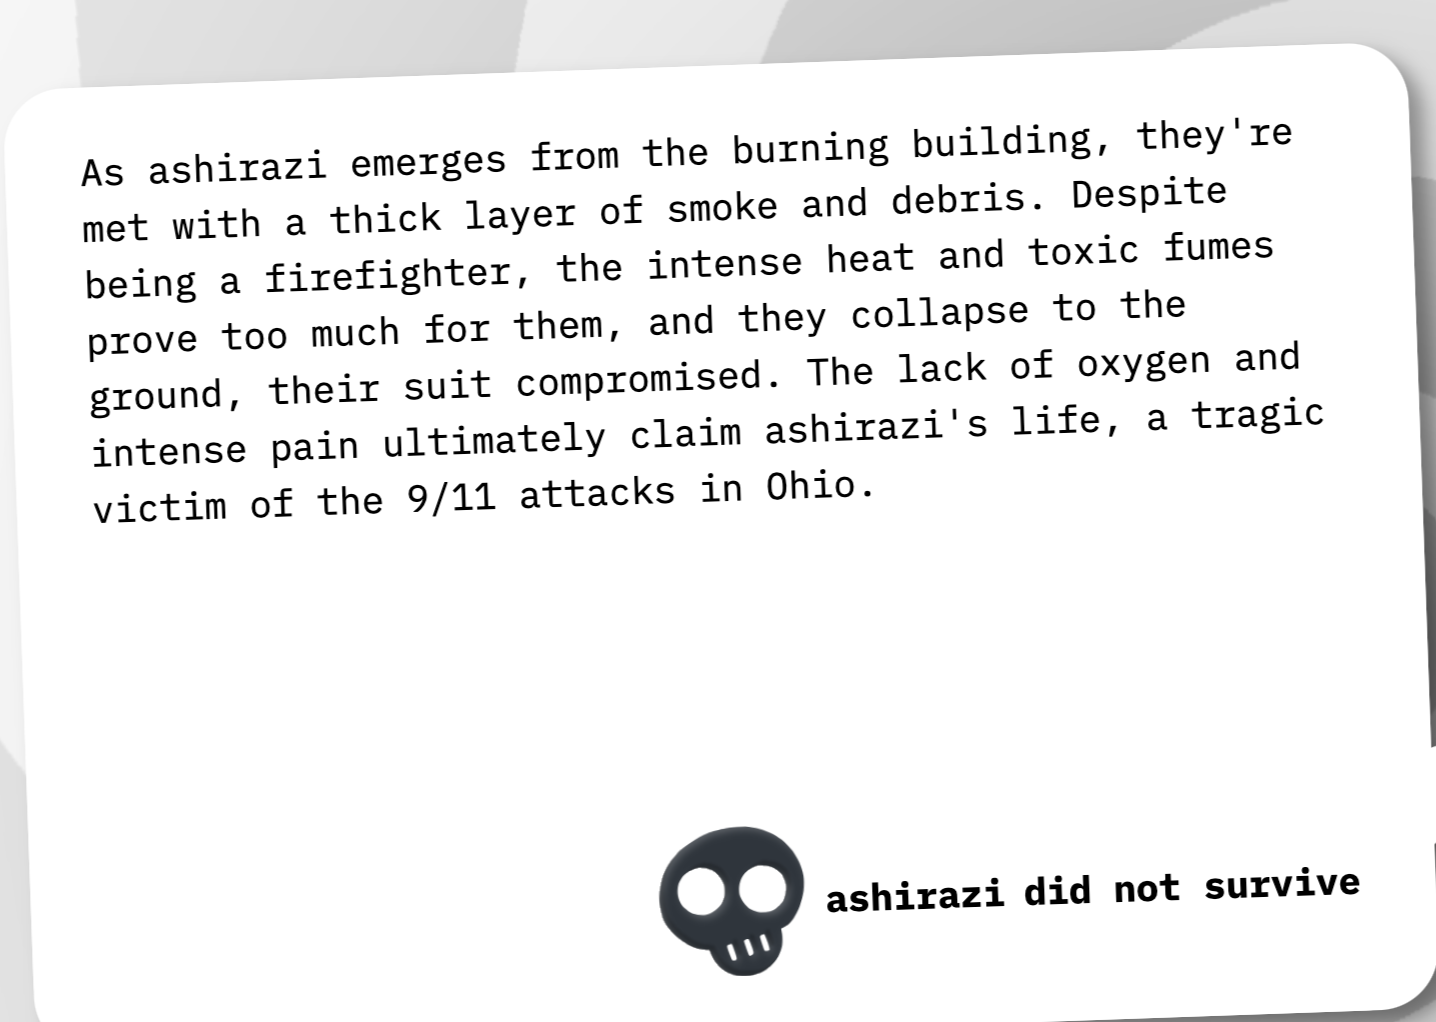 As ashirazi emerges from the burning building, they're
met with a thick layer of smoke and debris. Despite
being a firefighter, the intense heat and toxic fumes
prove too much for them, and they collapse to the
ground, their suit compromised. The lack of oxygen and
intense pain ultimately claim ashirazi's life, a tragic
victim of the 9/11 attacks in Ohio.
ashirazi did not survive